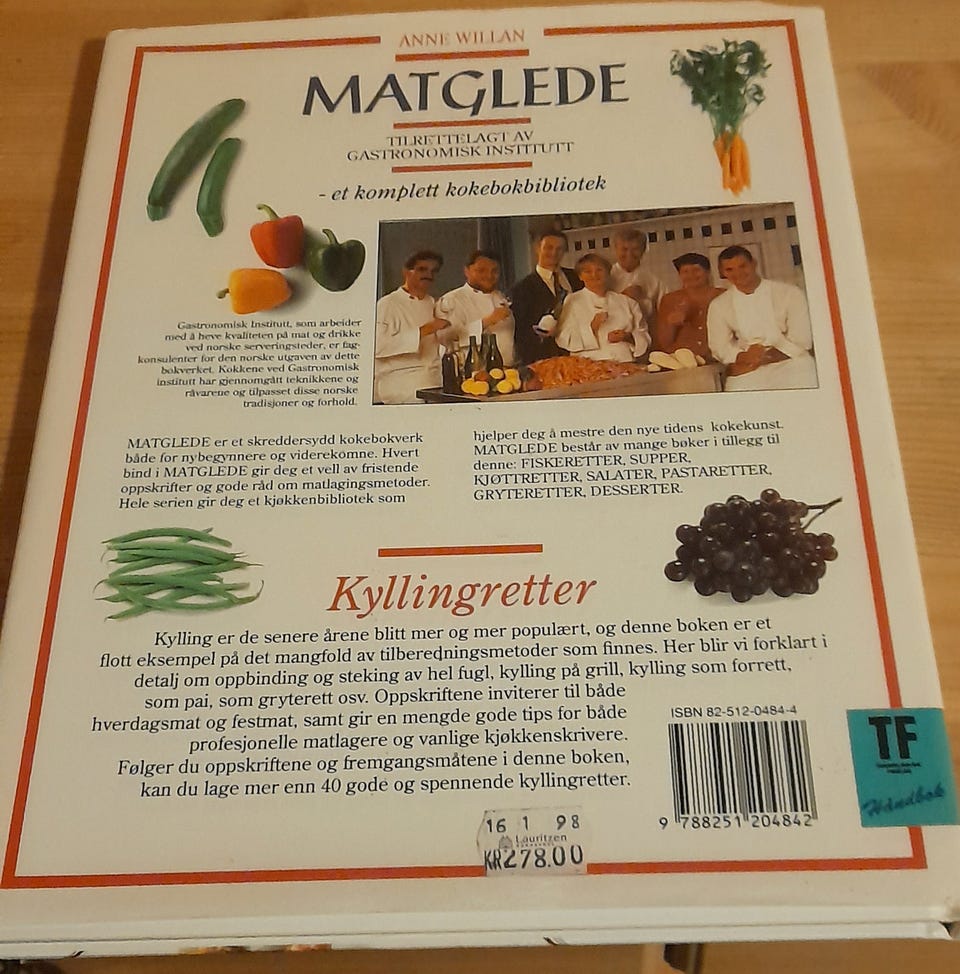 ANNE WILLAN
MATGLEDE
TILRETTELAGT AV
GASTRONOMISK INSTITUTT
- et komplett kokebokbibliotek
Gastronomisk Institutt, som arbeider
med å heve kvaliteten på mat og drikke
ved norske serveringsteder, er fag-
konsulenter for den norske utgaven av dette
bokverket. Kokkene ved Gastronomisk
institutt har gjennomgått teknikkene og
råvarene og tilpasset disse norske
tradisjoner og forhold.
MATGLEDE er et skreddersydd kokebokverk
både for nybegynnere og viderekomne. Hvert
bind i MATGLEDE gir deg et vell av fristende
oppskrifter og gode råd om matlagingsmetoder.
Hele serien gir deg et kjøkkenbibliotek som
hjelper deg å mestre den nye tidens kokekunst.
MATGLEDE består av mange bøker i tillegg til
denne: FISKERETTER, SUPPER,
KJØTTRETTER, SALATER, PASTARETTER,
GRYTERETTER, DESSERTER.
Kyllingretter
Kylling er de senere årene blitt mer og mer populært, og denne boken er et
flott eksempel på det mangfold av tilberedningsmetoder som finnes. Her blir vi forklart i
detalj om oppbinding og steking av hel fugl, kylling på grill, kylling som forrett,
som pai, som gryterett osv. Oppskriftene inviterer til både
hverdagsmat og festmat, samt gir en mengde gode tips for både
profesjonelle matlagere og vanlige kjøkkenskrivere.
Følger du oppskriftene og fremgangsmåtene i denne boken,
kan du lage mer enn 40 gode og spennende kyllingretter.
ISBN 82-512-0484-4
9 788251 204842
TF
Håndbok
16 1 98
Lauritzen
KR278.00